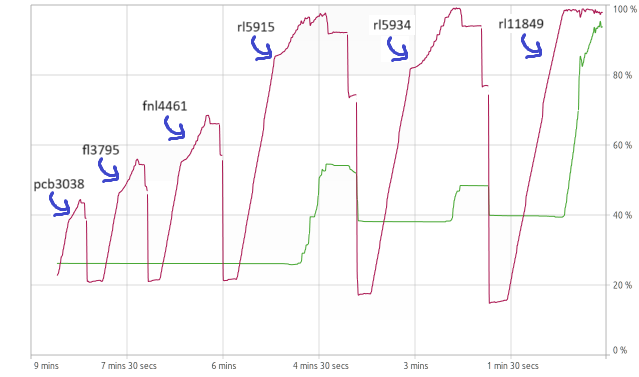 100 %
rl5915
rl5934
rl11849
80 %
fnl4461
60 %
fl3795
pcb3038
40 %
20 %
0 %
9 mins
7 mins 30 secs
6 mins
4 mins 30 secs
3 mins
1 min 30 secs